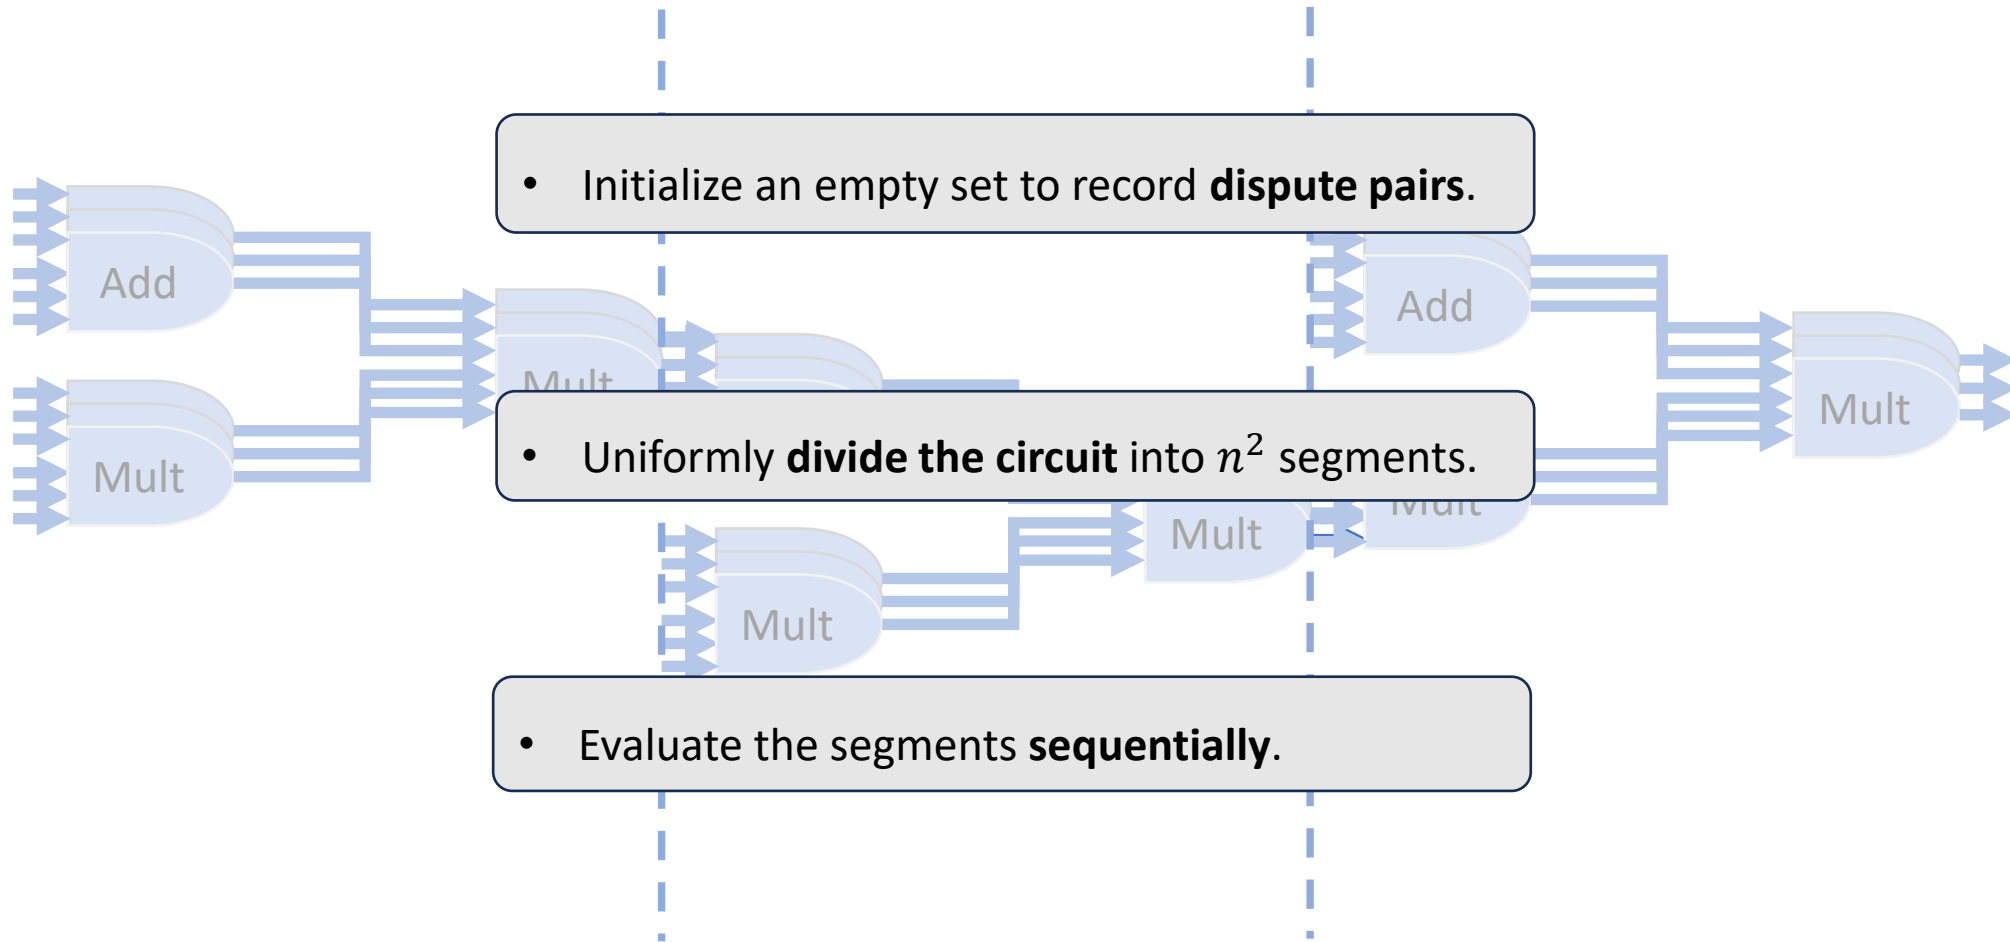 • Initialize an empty set to record dispute pairs.
Add
Add
Mult
Mult
• Uniformly divide the circuit into n² segments.
Mult
Mult
Mult
Mult
• Evaluate the segments sequentially.